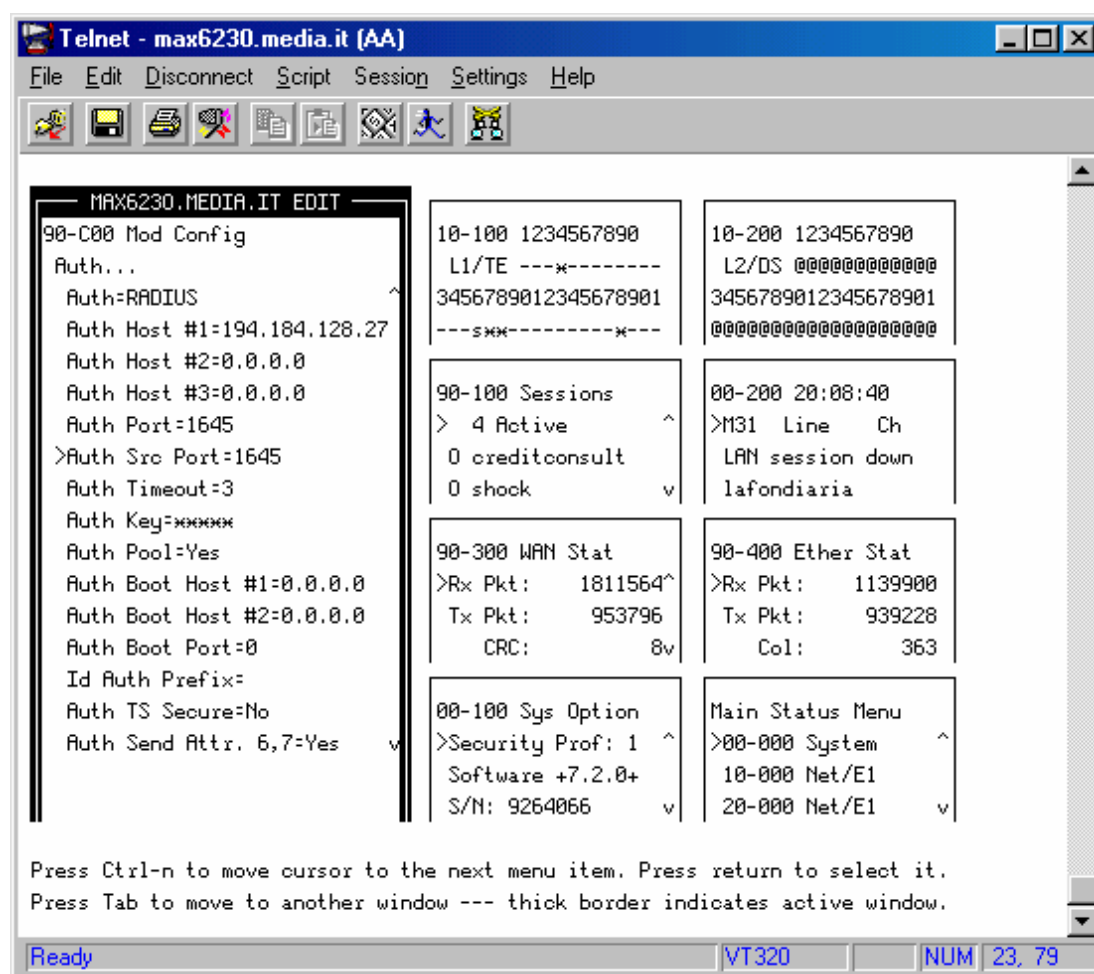 Telnet - max6230.media.it (AA)
File Edit Disconnect Script Session Settings Help
MAX6230.MEDIA.IT EDIT
90-C00 Mod Config
Auth...
Auth=RADIUS ^
Auth Host #1=194.184.128.27
Auth Host #2=0.0.0.0
Auth Host #3=0.0.0.0
Auth Port=1645
>Auth Src Port=1645
Auth Timeout=3
Auth Key=*****
Auth Pool=Yes
Auth Boot Host #1=0.0.0.0
Auth Boot Host #2=0.0.0.0
Auth Boot Port=0
Id Auth Prefix=
Auth TS Secure=No
Auth Send Attr. 6,7=Yes v
10-100 1234567890
L1/TE ---*--------
3456789012345678901
---s**---------*---
10-200 1234567890
L2/DS @@@@@@@@@@@@
3456789012345678901
@@@@@@@@@@@@@@@@@@@
90-100 Sessions
> 4 Active ^
O creditconsult
O shock v
00-200 20:08:40
>M31 Line Ch
LAN session down
lafondiaria
90-300 WAN Stat
>Rx Pkt: 1811564^
Tx Pkt: 953796
CRC: 8v
90-400 Ether Stat
>Rx Pkt: 1139900
Tx Pkt: 939228
Col: 363
00-100 Sys Option
>Security Prof: 1 ^
Software +7.2.0+
S/N: 9264066 v
Main Status Menu
>00-000 System ^
10-000 Net/E1
20-000 Net/E1 v
Press Ctrl-n to move cursor to the next menu item. Press return to select it.
Press Tab to move to another window --- thick border indicates active window.
Ready VT320 NUM 23, 79